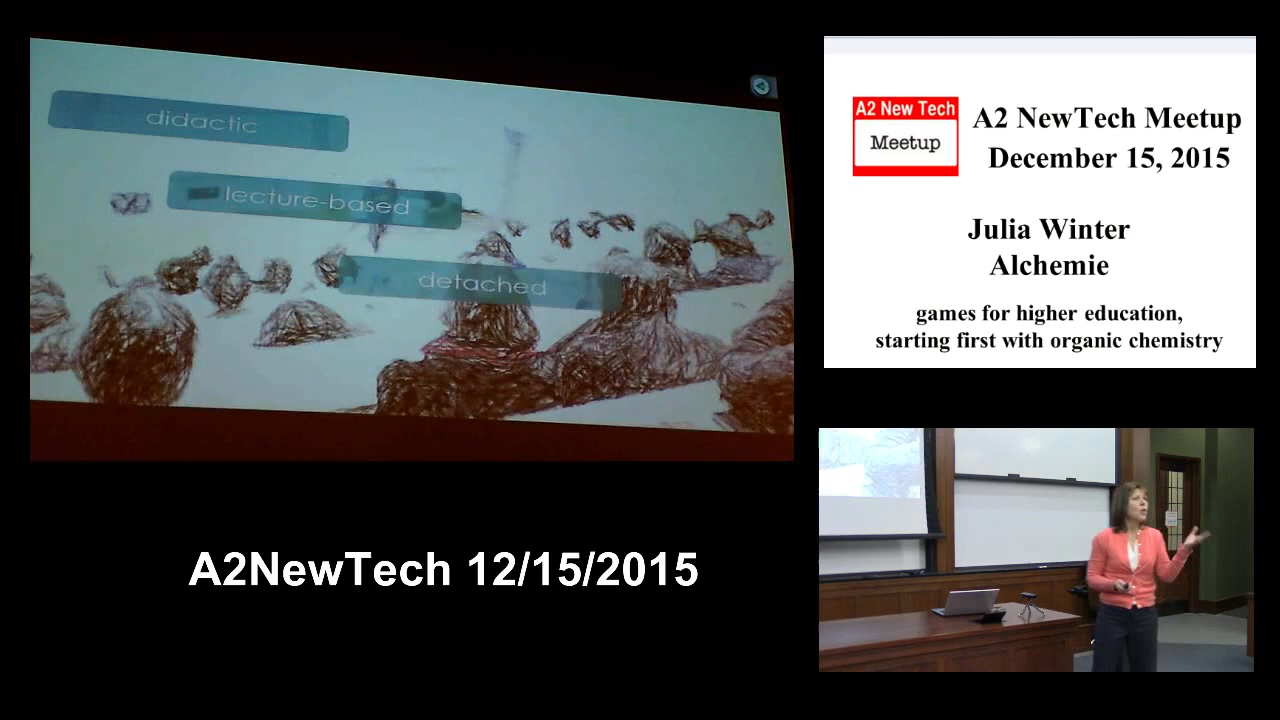 didactic
lecture-based
detached
A2 New Tech
Meetup
A2 NewTech Meetup
December 15, 2015
Julia Winter
Alchemie
games for higher education,
starting first with organic chemistry
A2NewTech 12/15/2015